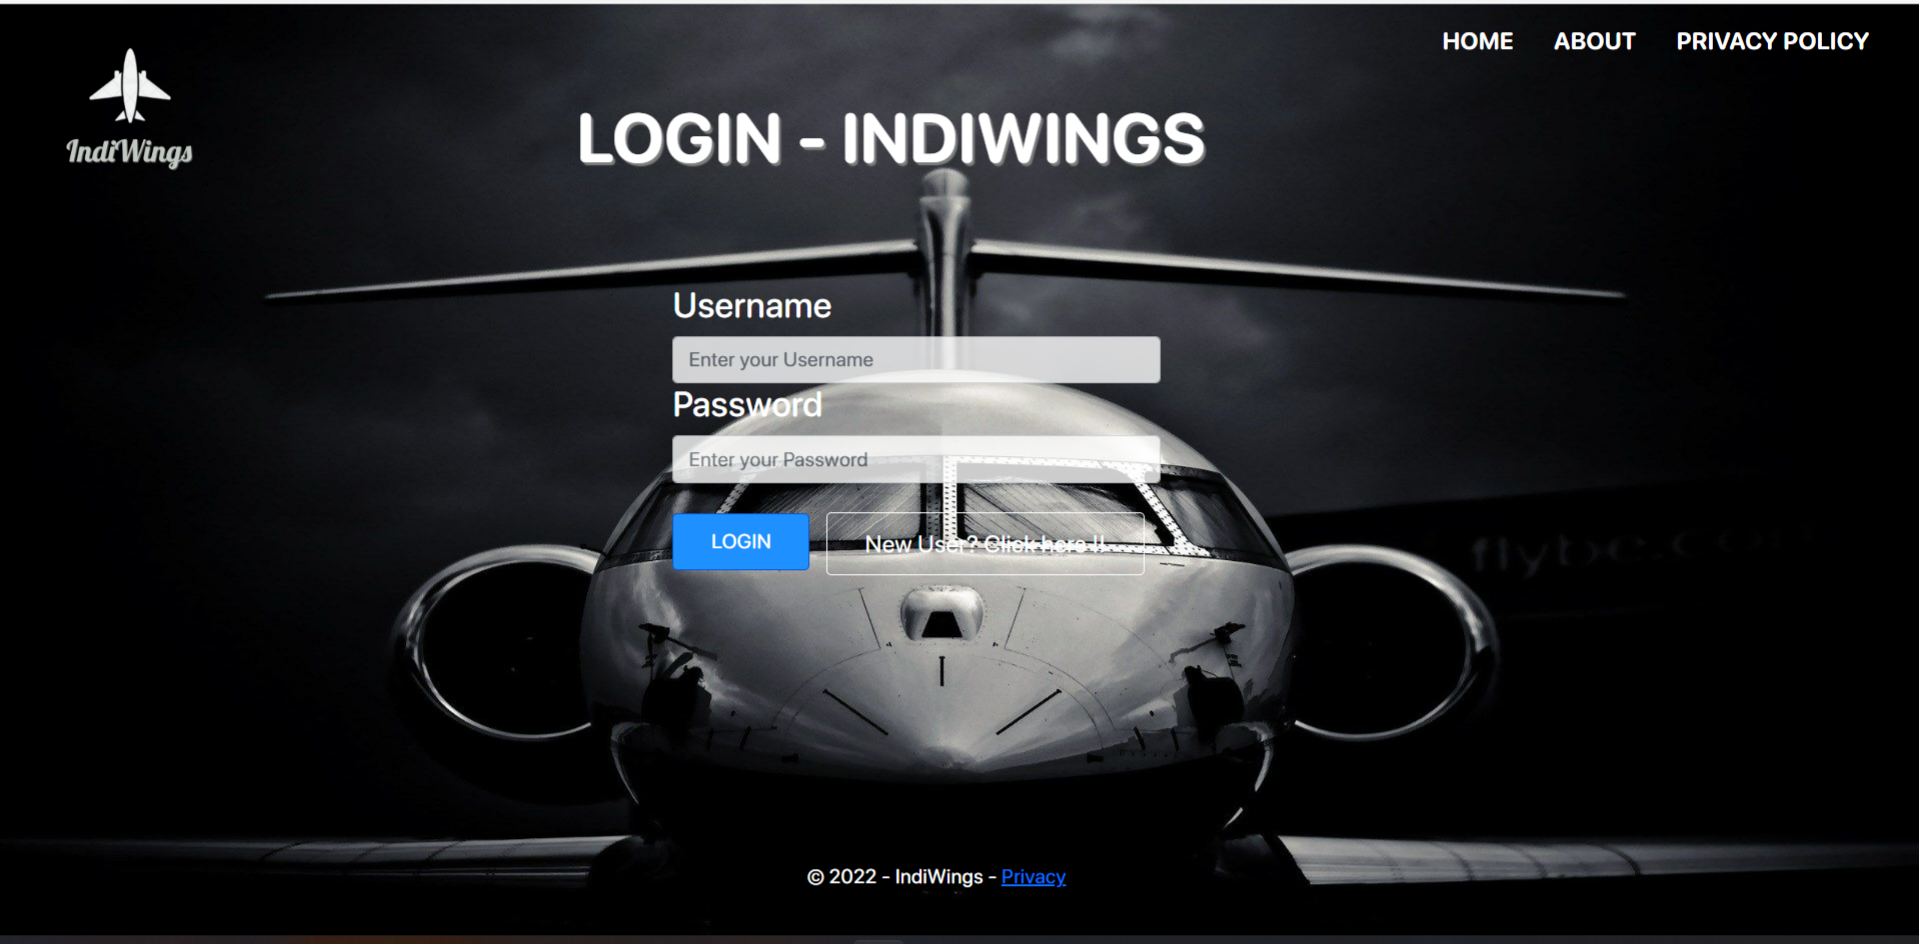 HOME ABOUT PRIVACY POLICY
IndiWings
LOGIN - INDIWINGS
Username
Enter your Username
Password
Enter your Password
LOGIN New User? Click here !!
flybe.com
© 2022 - IndiWings - Privacy